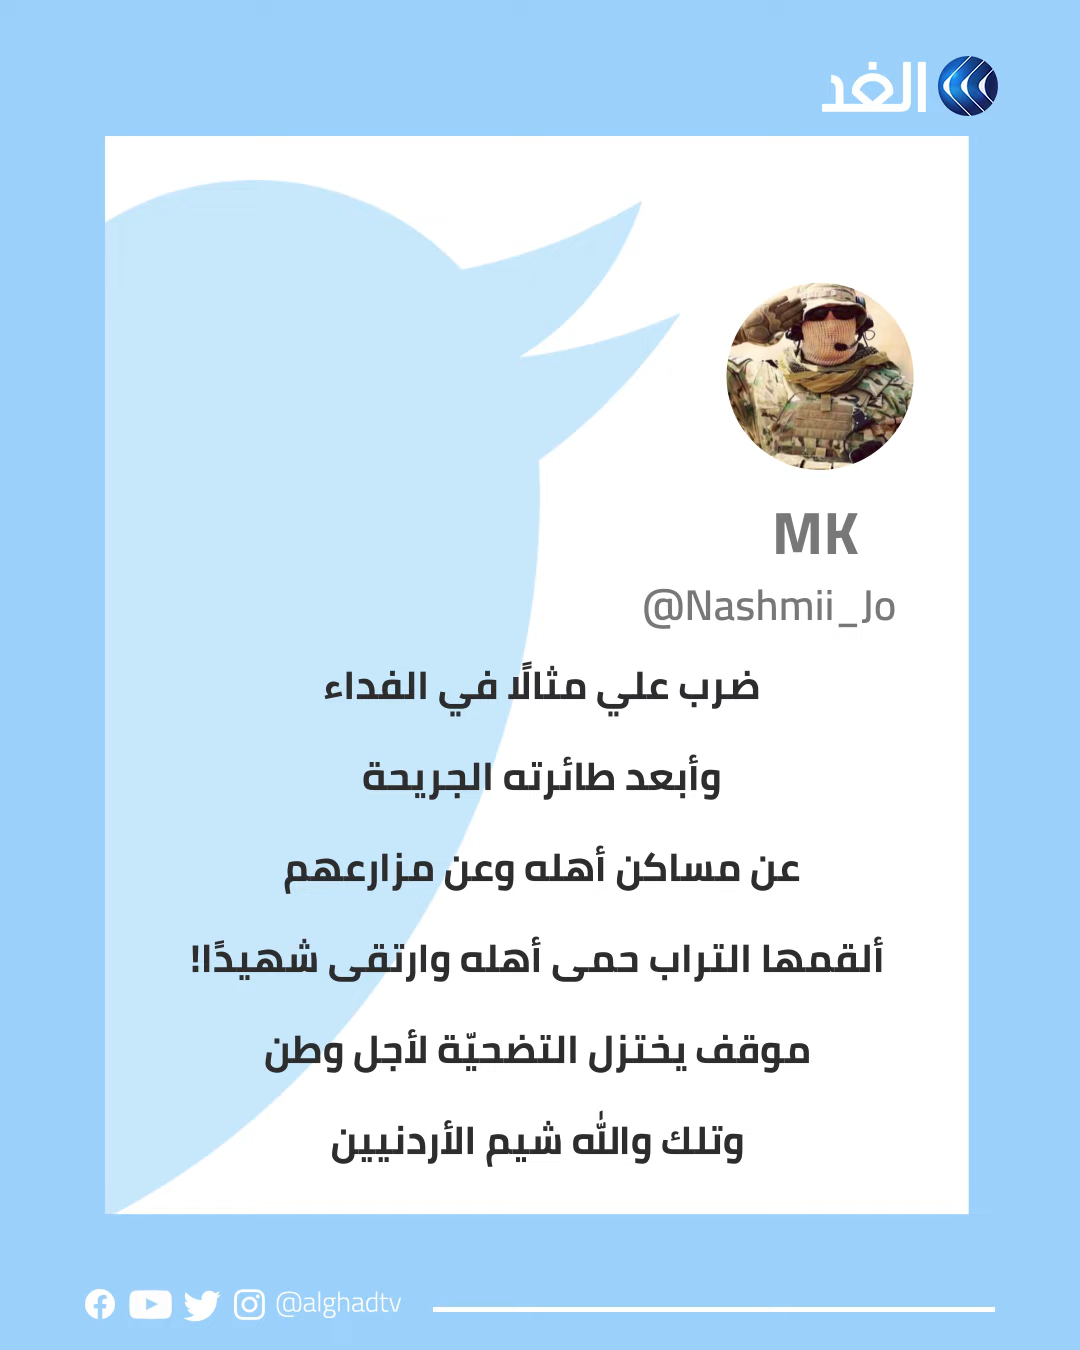 الغد
MK
@Nashmii_Jo
ضرب علي مثالًا في الفداء
وأبعد طائرته الجريحة
عن مساكن أهله وعن مزارعهم
ألقمها التراب حمى أهله وارتقى شهيدًا!
موقف يختزل التضحيّة لأجل وطن
وتلك والله شيم الأردنيين
@alghadtv